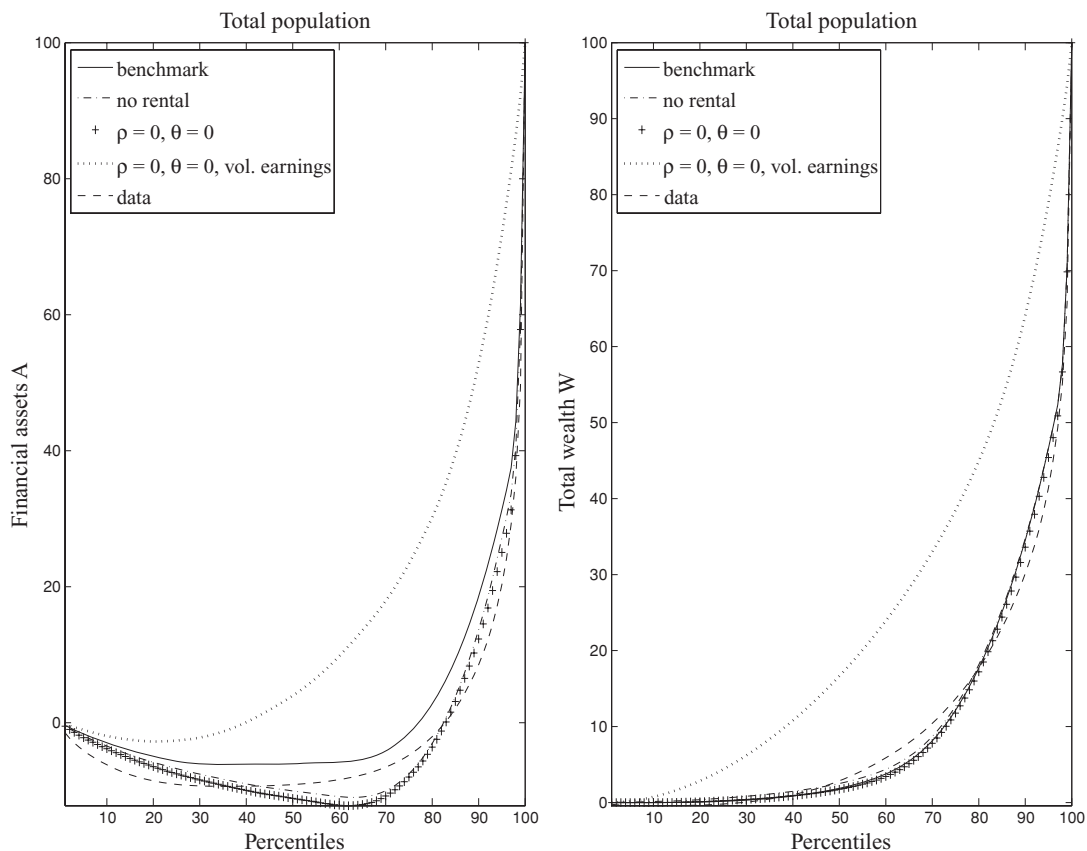 Total population
100
80
60
40
20
0
Financial assets A
benchmark
no rental
ρ = 0, θ = 0
ρ = 0, θ = 0, vol. earnings
data
10 20 30 40 50 60 70 80 90 100
Percentiles
Total population
100
90
80
70
60
50
40
30
20
10
0
Total wealth W
benchmark
no rental
ρ = 0, θ = 0
ρ = 0, θ = 0, vol. earnings
data
10 20 30 40 50 60 70 80 90 100
Percentiles